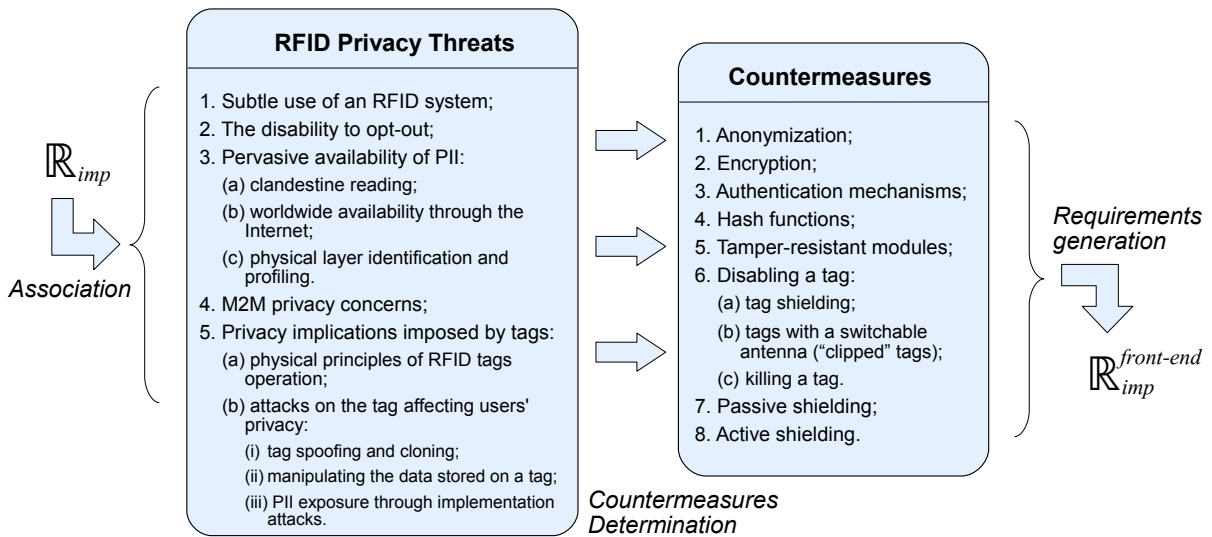 ℝ imp
Association
RFID Privacy Threats
1. Subtle use of an RFID system;
2. The disability to opt-out;
3. Pervasive availability of PII:
(a) clandestine reading;
(b) worldwide availability through the
Internet;
(c) physical layer identification and
profiling.
4. M2M privacy concerns;
5. Privacy implications imposed by tags:
(a) physical principles of RFID tags
operation;
(b) attacks on the tag affecting users'
privacy:
(i) tag spoofing and cloning;
(ii) manipulating the data stored on a tag;
(iii) PII exposure through implementation
attacks.
Countermeasures
Determination
Countermeasures
1. Anonymization;
2. Encryption;
3. Authentication mechanisms;
4. Hash functions;
5. Tamper-resistant modules;
6. Disabling a tag:
(a) tag shielding;
(b) tags with a switchable
antenna (“clipped” tags);
(c) killing a tag.
7. Passive shielding;
8. Active shielding.
Requirements
generation
ℝ front-end imp